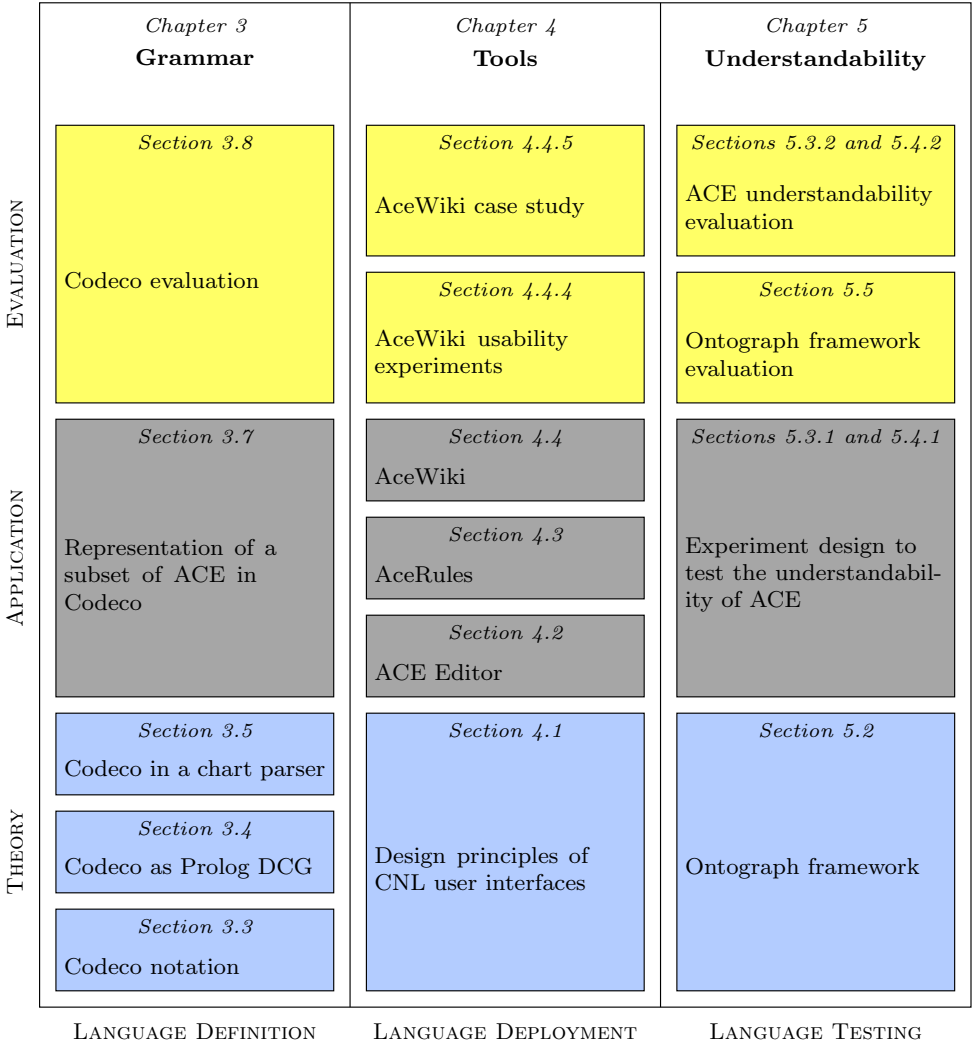 Chapter 3
Grammar
Chapter 4
Tools
Chapter 5
Understandability
EVALUATION
Section 3.8
Codeco evaluation
Section 4.4.5
AceWiki case study
Section 4.4.4
AceWiki usability
experiments
Sections 5.3.2 and 5.4.2
ACE understandability
evaluation
Section 5.5
Ontograph framework
evaluation
APPLICATION
Section 3.7
Representation of a
subset of ACE in
Codeco
Section 4.4
AceWiki
Section 4.3
AceRules
Section 4.2
ACE Editor
Sections 5.3.1 and 5.4.1
Experiment design to
test the understandabil-
ity of ACE
THEORY
Section 3.5
Codeco in a chart parser
Section 3.4
Codeco as Prolog DCG
Section 3.3
Codeco notation
Section 4.1
Design principles of
CNL user interfaces
Section 5.2
Ontograph framework
LANGUAGE DEFINITION
LANGUAGE DEPLOYMENT
LANGUAGE TESTING